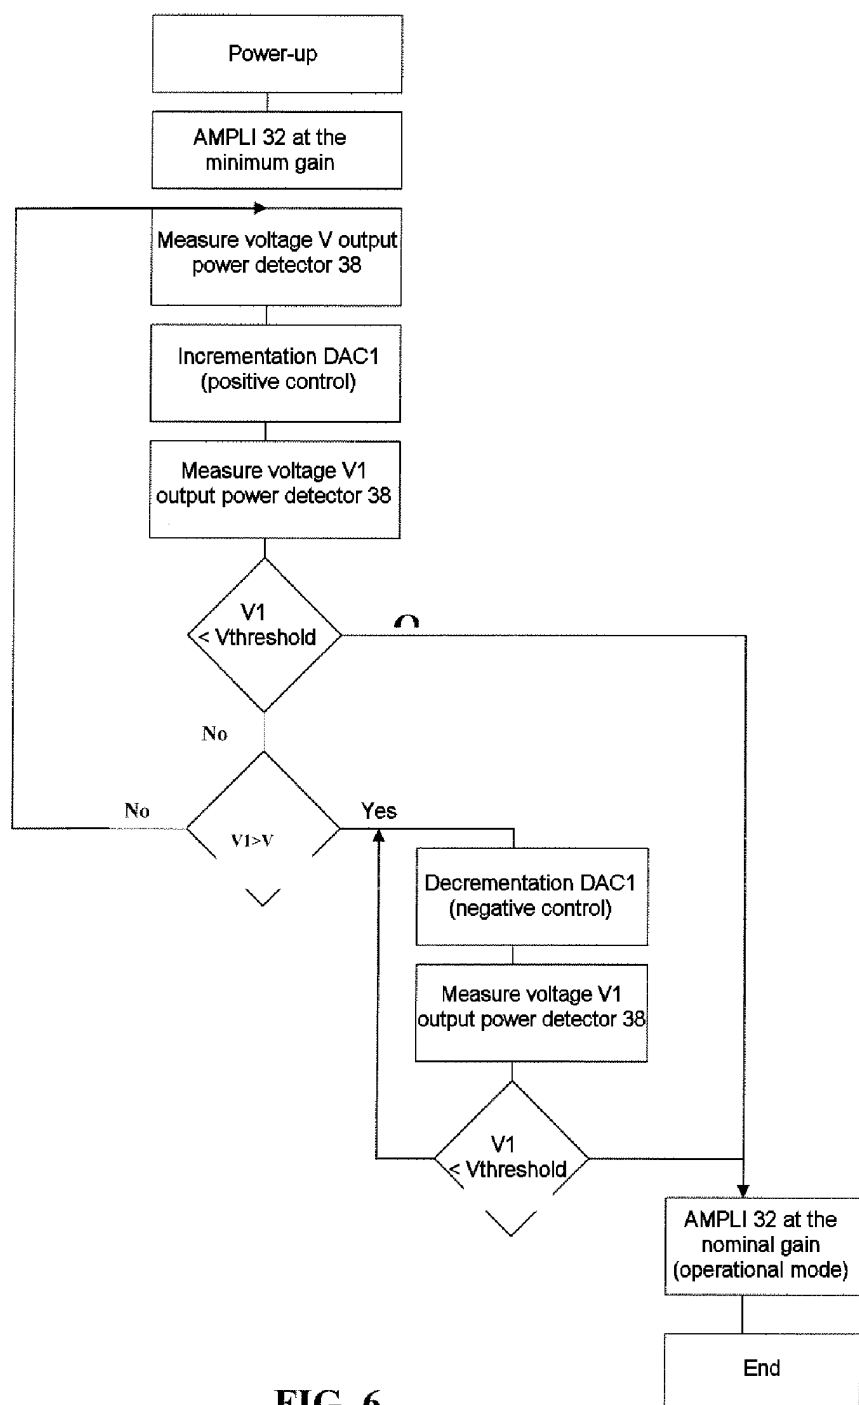 Power-up
AMPLI 32 at the
minimum gain
Measure voltage V output
power detector 38
Incrementation DAC1
(positive control)
Measure voltage V1
output power detector 38
V1
< Vthreshold
No
No
V1>V
Yes
Decrementation DAC1
(negative control)
Measure voltage V1
output power detector 38
V1
< Vthreshold
AMPLI 32 at the
nominal gain
(operational mode)
End
FIG. 6